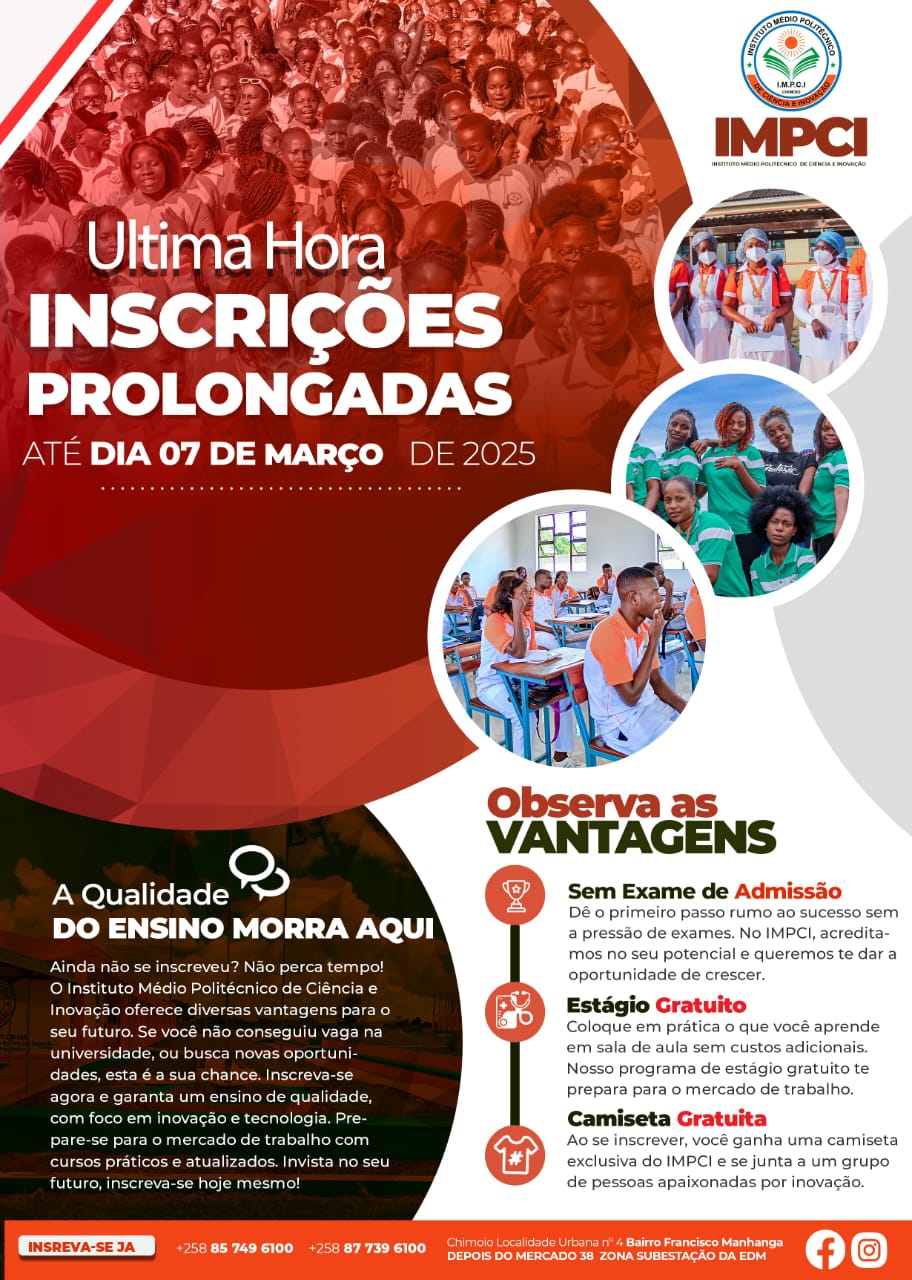 INSTITUTO MÉDIO POLITÉCNICO
I.M.P.C.I
CHIMOIO
DE CIÊNCIA E INOVAÇÃO
IMPCI
INSTITUTO MÉDIO POLITÉCNICO DE CIÊNCIA E INOVAÇÃO
Ultima Hora
INSCRIÇÕES
PROLONGADAS
ATÉ DIA 07 DE MARÇO DE 2025
Observa as
VANTAGENS
Sem Exame de Admissão
Dê o primeiro passo rumo ao sucesso sem
a pressão de exames. No IMPCI, acredita-
mos no seu potencial e queremos te dar a
oportunidade de crescer.
Estágio Gratuito
Coloque em prática o que você aprende
em sala de aula sem custos adicionais.
Nosso programa de estágio gratuito te
prepara para o mercado de trabalho.
Camiseta Gratuita
Ao se inscrever, você ganha uma camiseta
exclusiva do IMPCI e se junta a um grupo
de pessoas apaixonadas por inovação.
A Qualidade
DO ENSINO MORRA AQUI
Ainda não se inscreveu? Não perca tempo!
O Instituto Médio Politécnico de Ciência e
Inovação oferece diversas vantagens para o
seu futuro. Se você não conseguiu vaga na
universidade, ou busca novas oportuni-
dades, esta é a sua chance. Inscreva-se
agora e garanta um ensino de qualidade,
com foco em inovação e tecnologia. Pre-
pare-se para o mercado de trabalho com
cursos práticos e atualizados. Invista no seu
futuro, inscreva-se hoje mesmo!
INSREVA-SE JA
+258 85 749 6100 +258 87 739 6100
Chimoio Localidade Urbana nº 4 Bairro Francisco Manhanga
DEPOIS DO MERCADO 38 ZONA SUBESTAÇÃO DA EDM